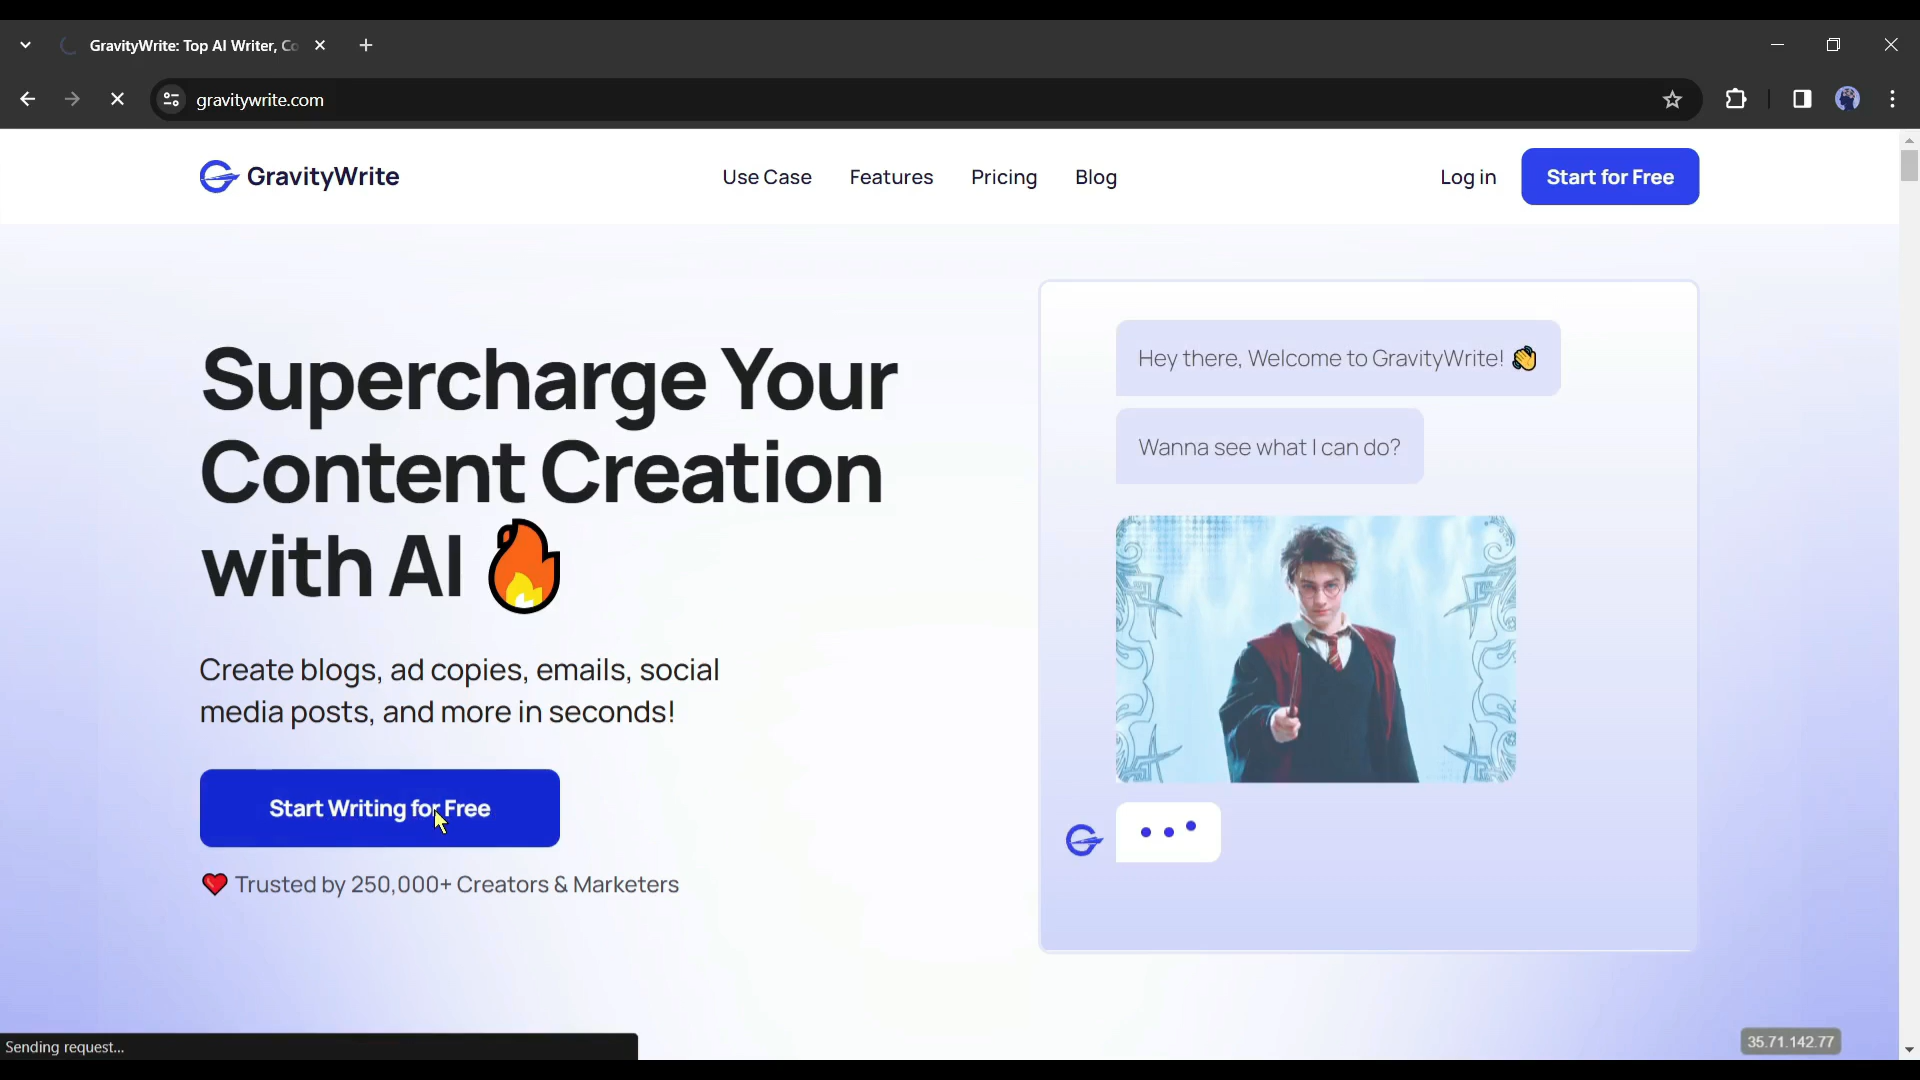 GravityWrite: Top AI Writer, Co
gravitywrite.com
GravityWrite
Use Case
Features
Pricing
Blog
Log in
Start for Free
Supercharge Your
Content Creation
with AI
Create blogs, ad copies, emails, social
media posts, and more in seconds!
Start Writing for Free
Trusted by 250,000+ Creators & Marketers
Hey there, Welcome to GravityWrite!
Wanna see what I can do?
Sending request...
35.71.142.77